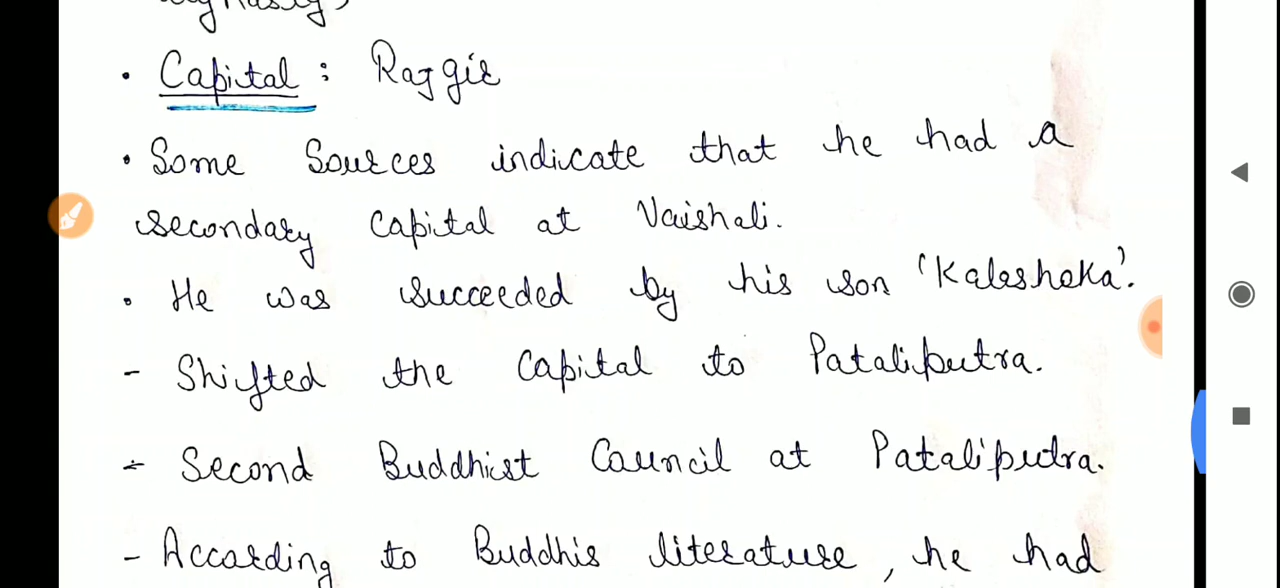 • Capital : Rajgir
• Some Sources indicate that he had a
secondary capital at Vaishali.
• He was succeeded by his son 'Kaleshoka'.
- Shifted the Capital to Pataliputra.
- Second Buddhist Council at Pataliputra.
- According to Buddhis literature, he had